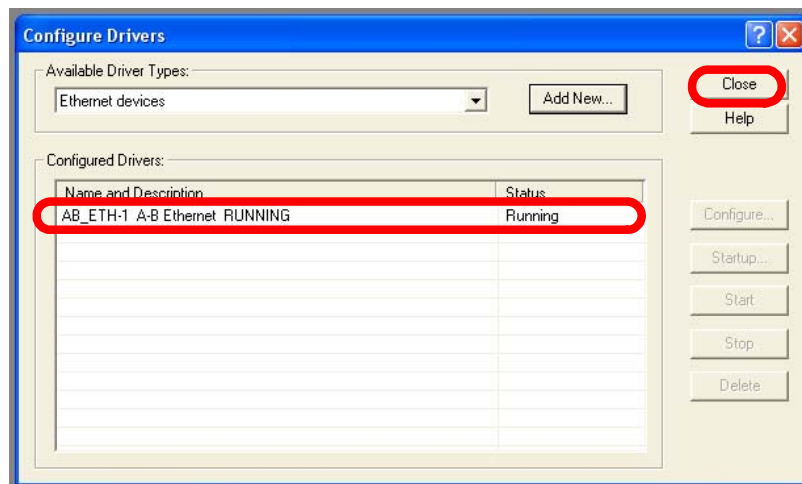 Configure Drivers
Available Driver Types:
Ethernet devices
Add New...
Close
Help
Configured Drivers:
Name and Description Status
AB_ETH-1 A-B Ethernet RUNNING Running
Configure...
Startup...
Start
Stop
Delete